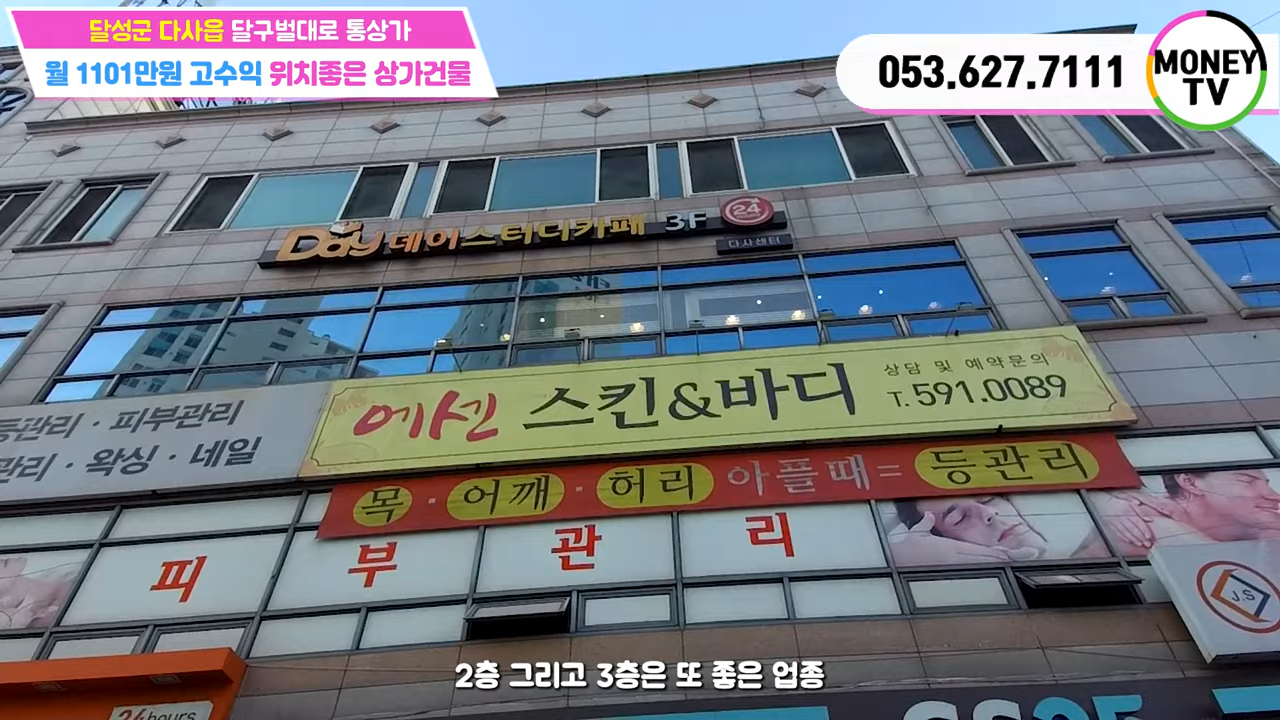 달성군 다사읍 달구벌대로 통상가
월 1101만원 고수익 위치좋은 상가건물
053.627.7111
MONEY
TV
Day 데이스터디카페 3F 24
다사센터
등관리 · 피부관리
관리 · 왁싱 · 네일
에센 스킨&바디
상담 및 예약문의
T. 591.0089
목 · 어깨 · 허리 아플때 = 등관리
피부관리
J.S
24hours
GS25
2층 그리고 3층은 또 좋은 업종